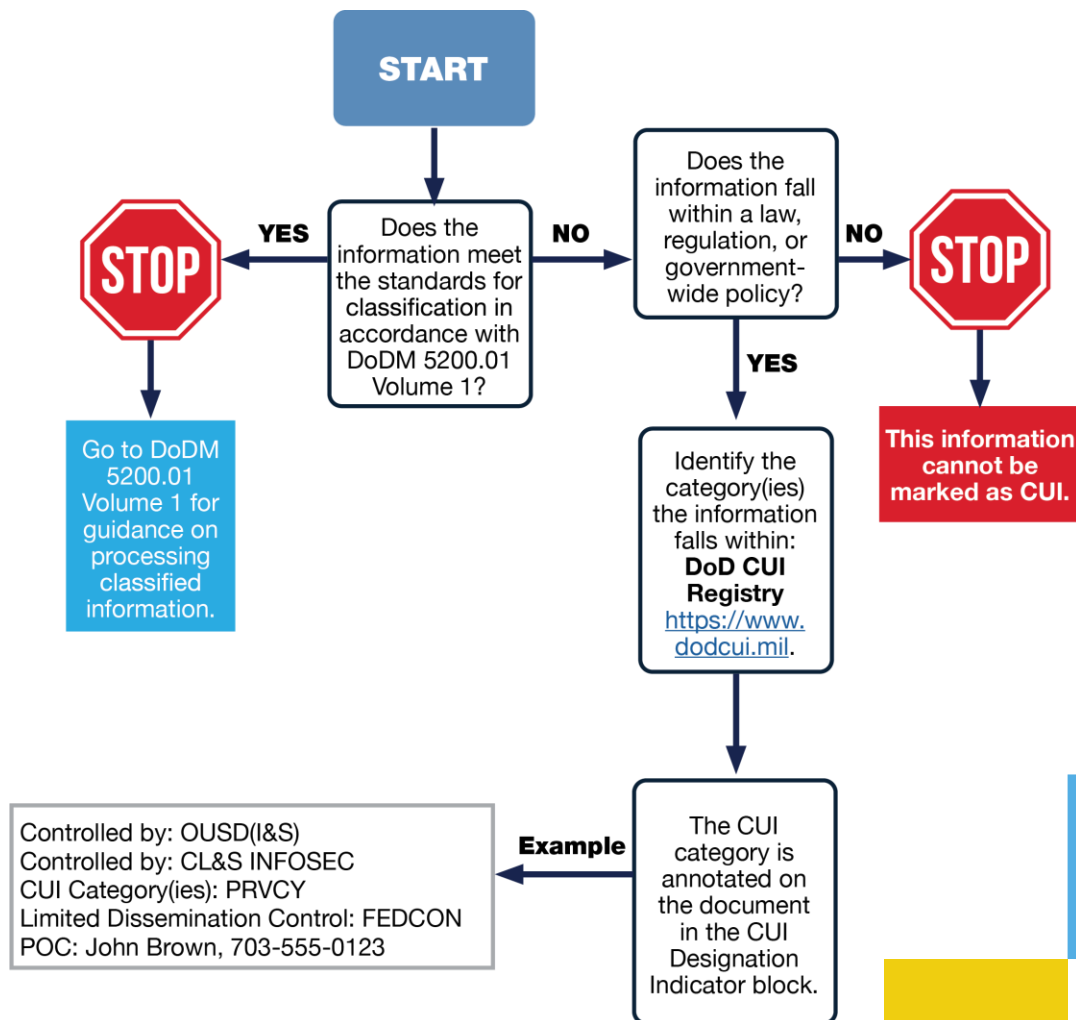 START
YES
Does the
information meet
the standards for
classification in
accordance with
DoDM 5200.01
Volume 1?
NO
Does the
information fall
within a law,
regulation, or
government-
wide policy?
NO
STOP
STOP
YES
Go to DoDM
5200.01
Volume 1 for
guidance on
processing
classified
information.
Identify the
category(ies)
the information
falls within:
DoD CUI
Registry
https://www.
dodcui.mil.
This information
cannot be
marked as CUI.
The CUI
category is
annotated on
the document
in the CUI
Designation
Indicator block.
Example
Controlled by: OUSD(I&S)
Controlled by: CL&S INFOSEC
CUI Category(ies): PRVCY
Limited Dissemination Control: FEDCON
POC: John Brown, 703-555-0123